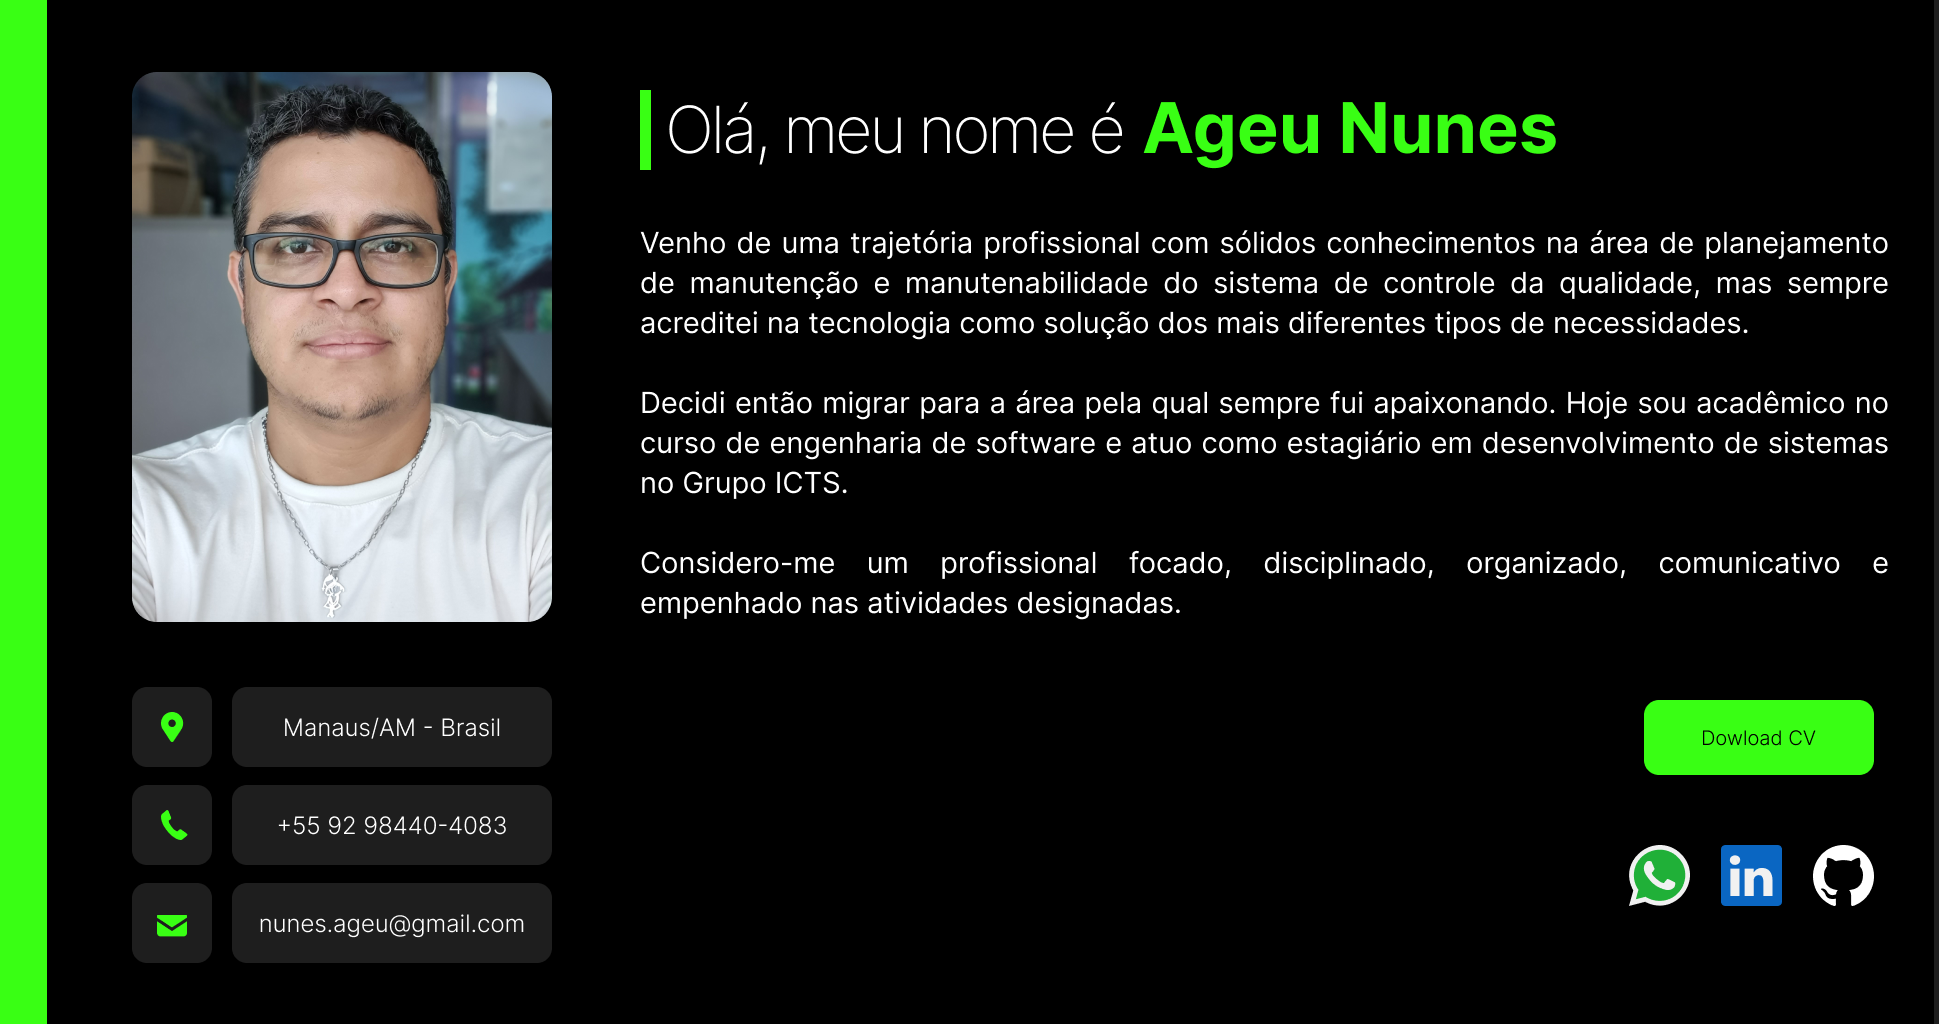 Olá, meu nome é Ageu Nunes
Venho de uma trajetória profissional com sólidos conhecimentos na área de planejamento
de manutenção e manutenabilidade do sistema de controle da qualidade, mas sempre
acreditei na tecnologia como solução dos mais diferentes tipos de necessidades.
Decidi então migrar para a área pela qual sempre fui apaixonando. Hoje sou acadêmico no
curso de engenharia de software e atuo como estagiário em desenvolvimento de sistemas
no Grupo ICTS.
Considero-me um profissional focado, disciplinado, organizado, comunicativo e
empenhado nas atividades designadas.
Manaus/AM - Brasil
+55 92 98440-4083
nunes.ageu@gmail.com
Dowload CV
in